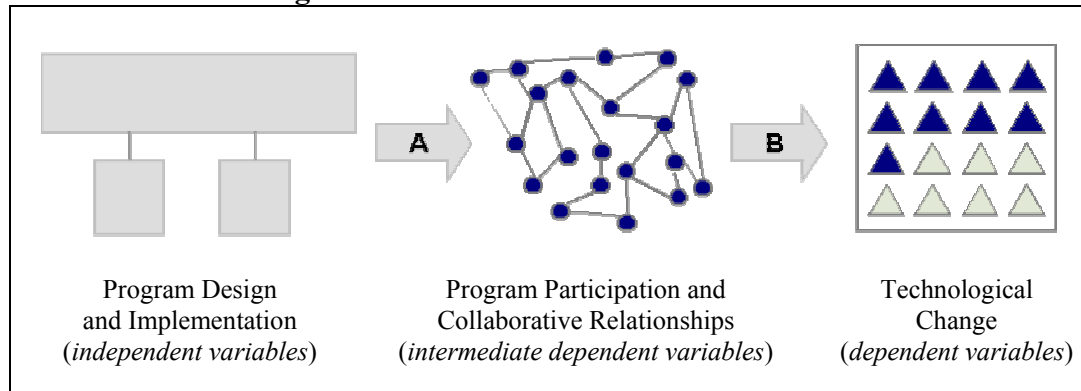 A
B
Program Design
and Implementation
(independent variables)
Program Participation and
Collaborative Relationships
(intermediate dependent variables)
Technological
Change
(dependent variables)